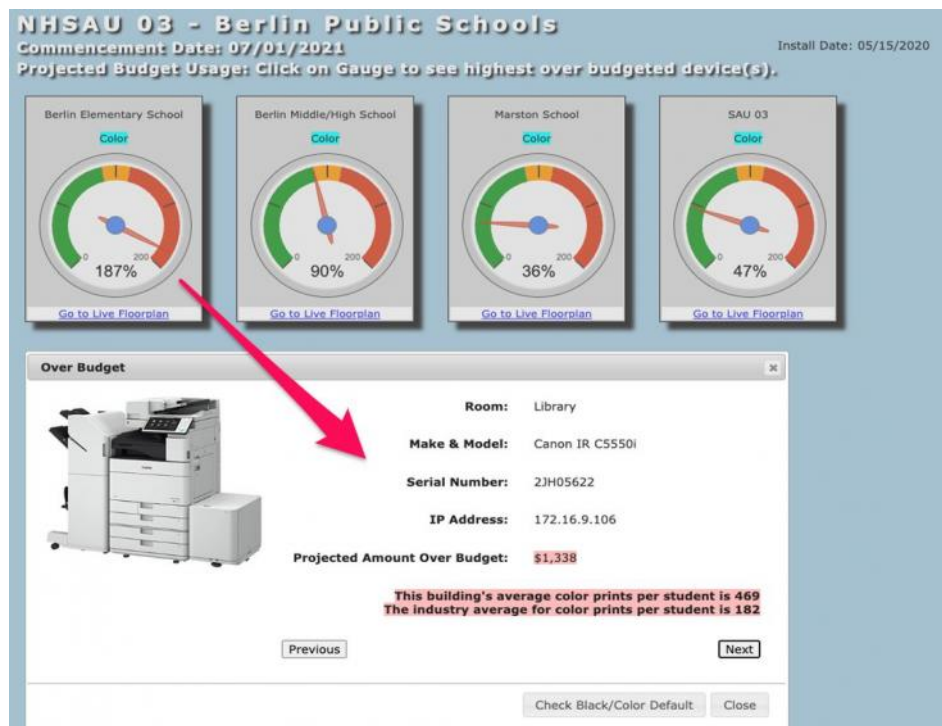 NHSAU 03 - Berlin Public Schools
Commencement Date: 07/01/2021
Install Date: 05/15/2020
Projected Budget Usage: Click on Gauge to see highest over budgeted device(s).
Berlin Elementary School
Color
0 200
187%
Go to Live Floorplan
Berlin Middle/High School
Color
0 200
90%
Go to Live Floorplan
Marston School
Color
0 200
36%
Go to Live Floorplan
SAU 03
Color
0 200
47%
Go to Live Floorplan
Over Budget
Room: Library
Make & Model: Canon IR C5550i
Serial Number: 2JH05622
IP Address: 172.16.9.106
Projected Amount Over Budget: $1,338
This building's average color prints per student is 469
The industry average for color prints per student is 182
Previous
Next
Check Black/Color Default
Close